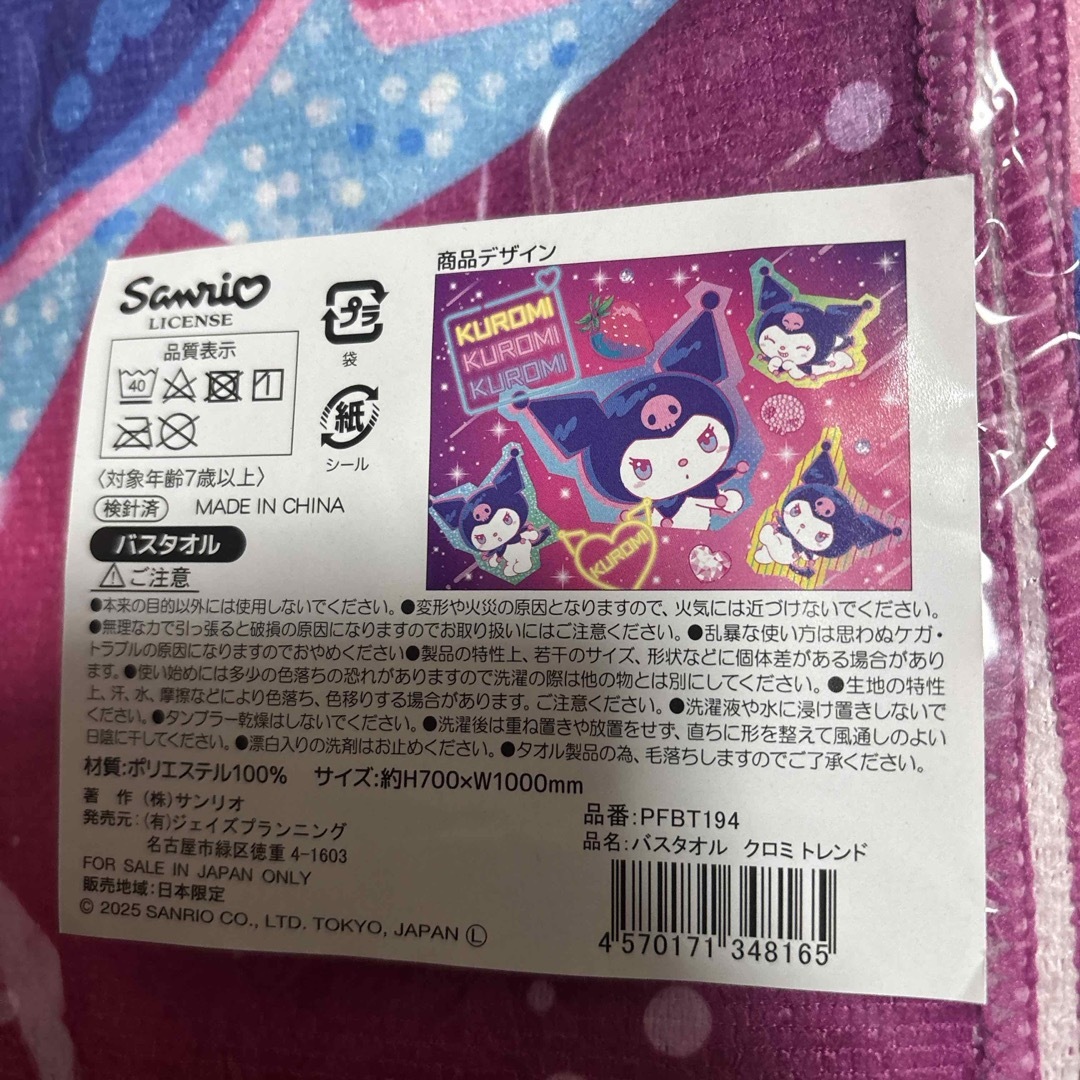 Sanrio
LICENSE
プラ
袋
紙
シール
品質表示
40
〈対象年齢7歳以上〉
検針済 MADE IN CHINA
バスタオル
商品デザイン
KUROMI
KUROMI
KUROMI
KUROMI
⚠ご注意
●本来の目的以外には使用しないでください。●変形や火災の原因となりますので、火気には近づけないでください。
●無理な力で引っ張ると破損の原因になりますのでお取り扱いにはご注意ください。●乱暴な使い方は思わぬケガ・
トラブルの原因になりますのでおやめください●製品の特性上、若干のサイズ、形状などに個体差がある場合があり
ます。●使い始めには多少の色落ちの恐れがありますので洗濯の際は他の物とは別にしてください。●生地の特性
上、汗、水、摩擦などにより色落ち、色移りする場合があります。ご注意ください。●洗濯液や水に浸け置きしないで
ください。●タンブラー乾燥はしないでください。●洗濯後は重ね置きや放置をせず、直ちに形を整えて風通しのよい
日陰に干してください。●漂白入りの洗剤はお止めください。●タオル製品の為、毛落ちしますのでご了承ください。
材質:ポリエステル100% サイズ:約H700×W1000mm
著 作 (株)サンリオ
発売元:(有)ジェイズプランニング
名古屋市緑区徳重 4-1603
FOR SALE IN JAPAN ONLY
販売地域:日本限定
© 2025 SANRIO CO., LTD. TOKYO, JAPAN Ⓛ
品番:PFBT194
品名:バスタオル クロミトレンド
4 570171 348165